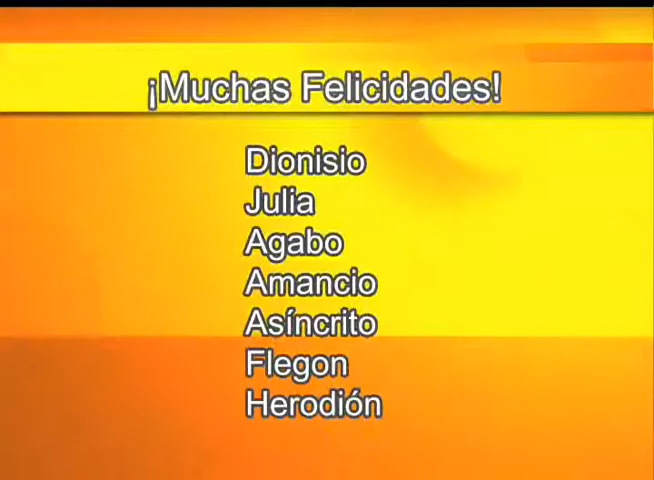 ¡Muchas Felicidades!
Dionisio
Julia
Agabo
Amancio
Asíncrito
Flegon
Herodión